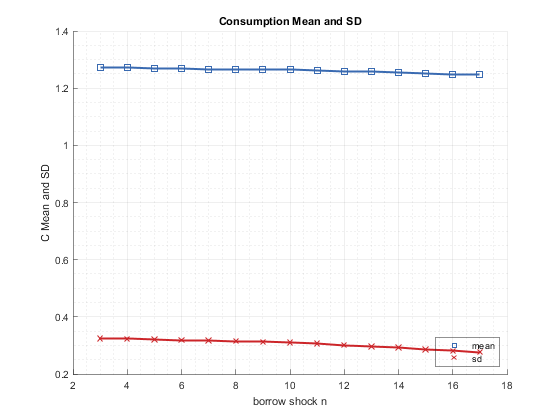 Consumption Mean and SD
1.4
1.2
1
0.8
0.6
0.4
0.2
C Mean and SD
mean
sd
2 4 6 8 10 12 14 16 18
borrow shock n